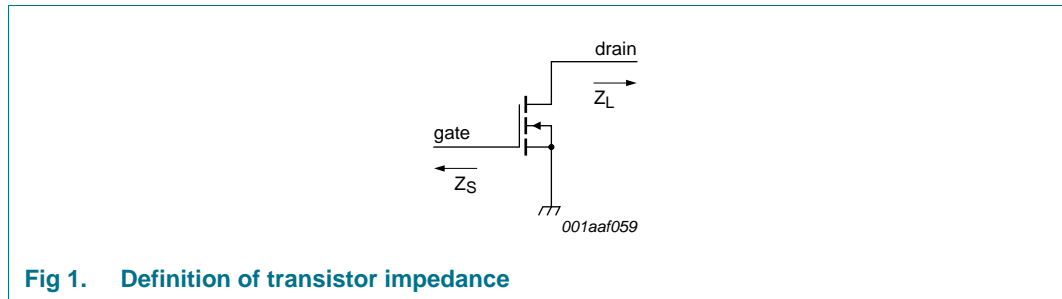 drain
Z_L
gate
Z_S
001aaf059
Fig 1. Definition of transistor impedance